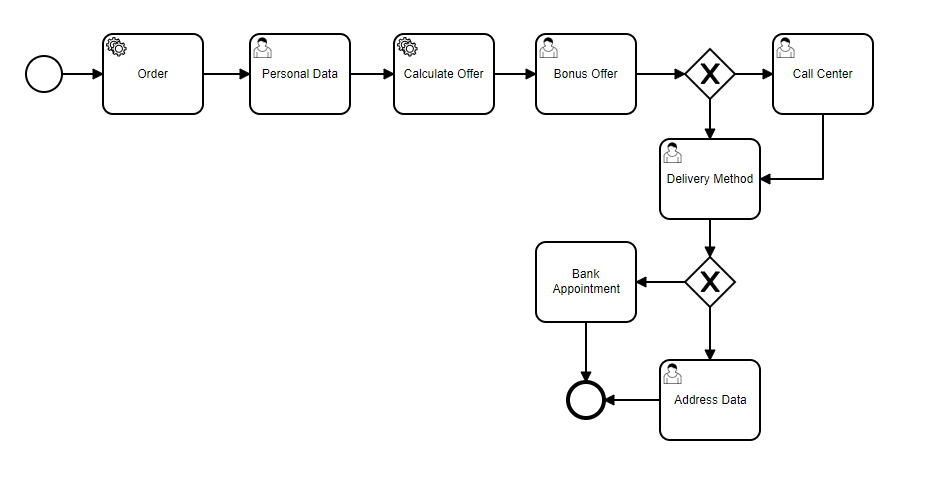 Order
Personal Data
Calculate Offer
Bonus Offer
Call Center
Delivery Method
Bank
Appointment
Address Data